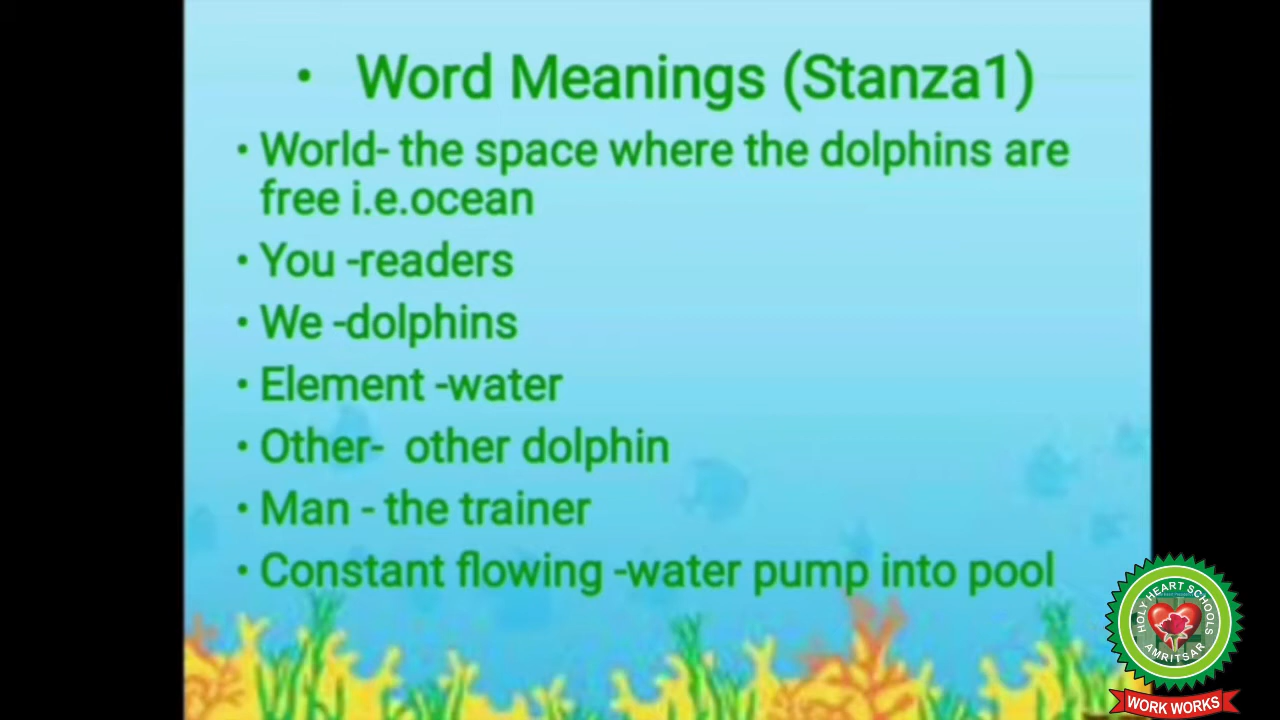 • Word Meanings (Stanza1)
• World- the space where the dolphins are
free i.e.ocean
• You -readers
• We -dolphins
• Element -water
• Other-  other dolphin
• Man - the trainer
• Constant flowing -water pump into pool
HOLY HEART SCHOOLS
AMRITSAR
WORK WORKS